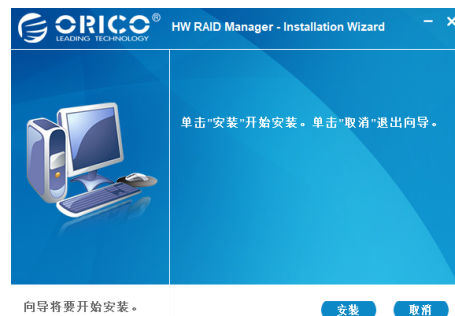 ORICO®
LEADING TECHNOLOGY
HW RAID Manager - Installation Wizard
单击"安装"开始安装。单击"取消"退出向导。
向导将要开始安装。
安装
取消